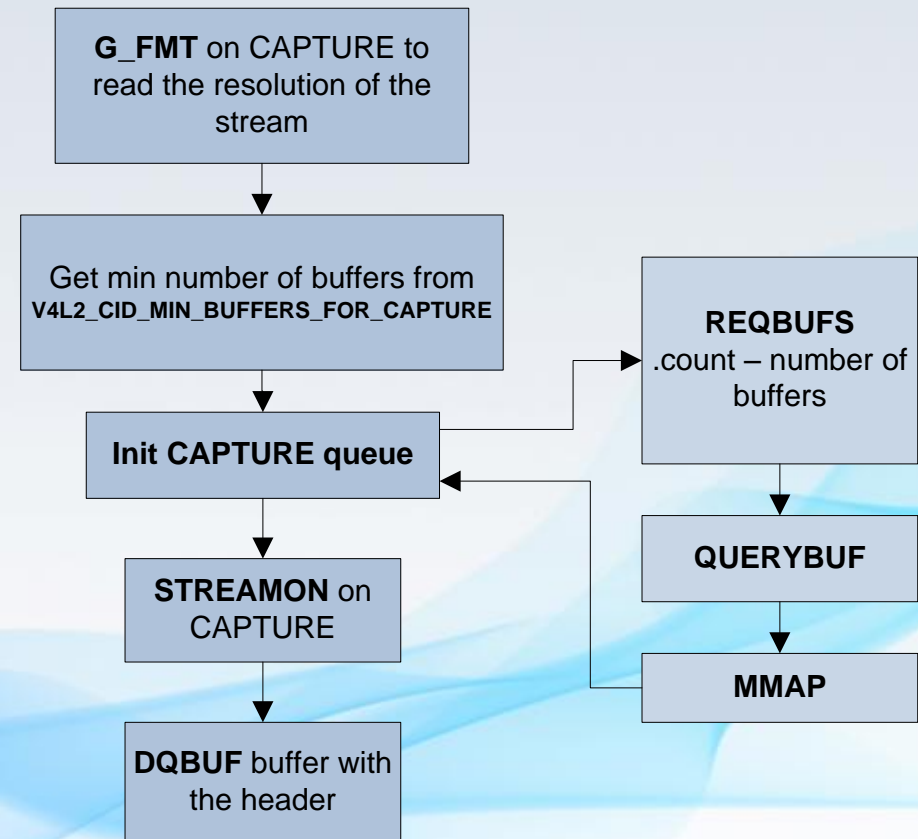 G_FMT on CAPTURE to
read the resolution of the
stream
Get min number of buffers from
V4L2_CID_MIN_BUFFERS_FOR_CAPTURE
Init CAPTURE queue
REQBUFS
.count – number of
buffers
QUERYBUF
MMAP
STREAMON on
CAPTURE
DQBUF buffer with
the header